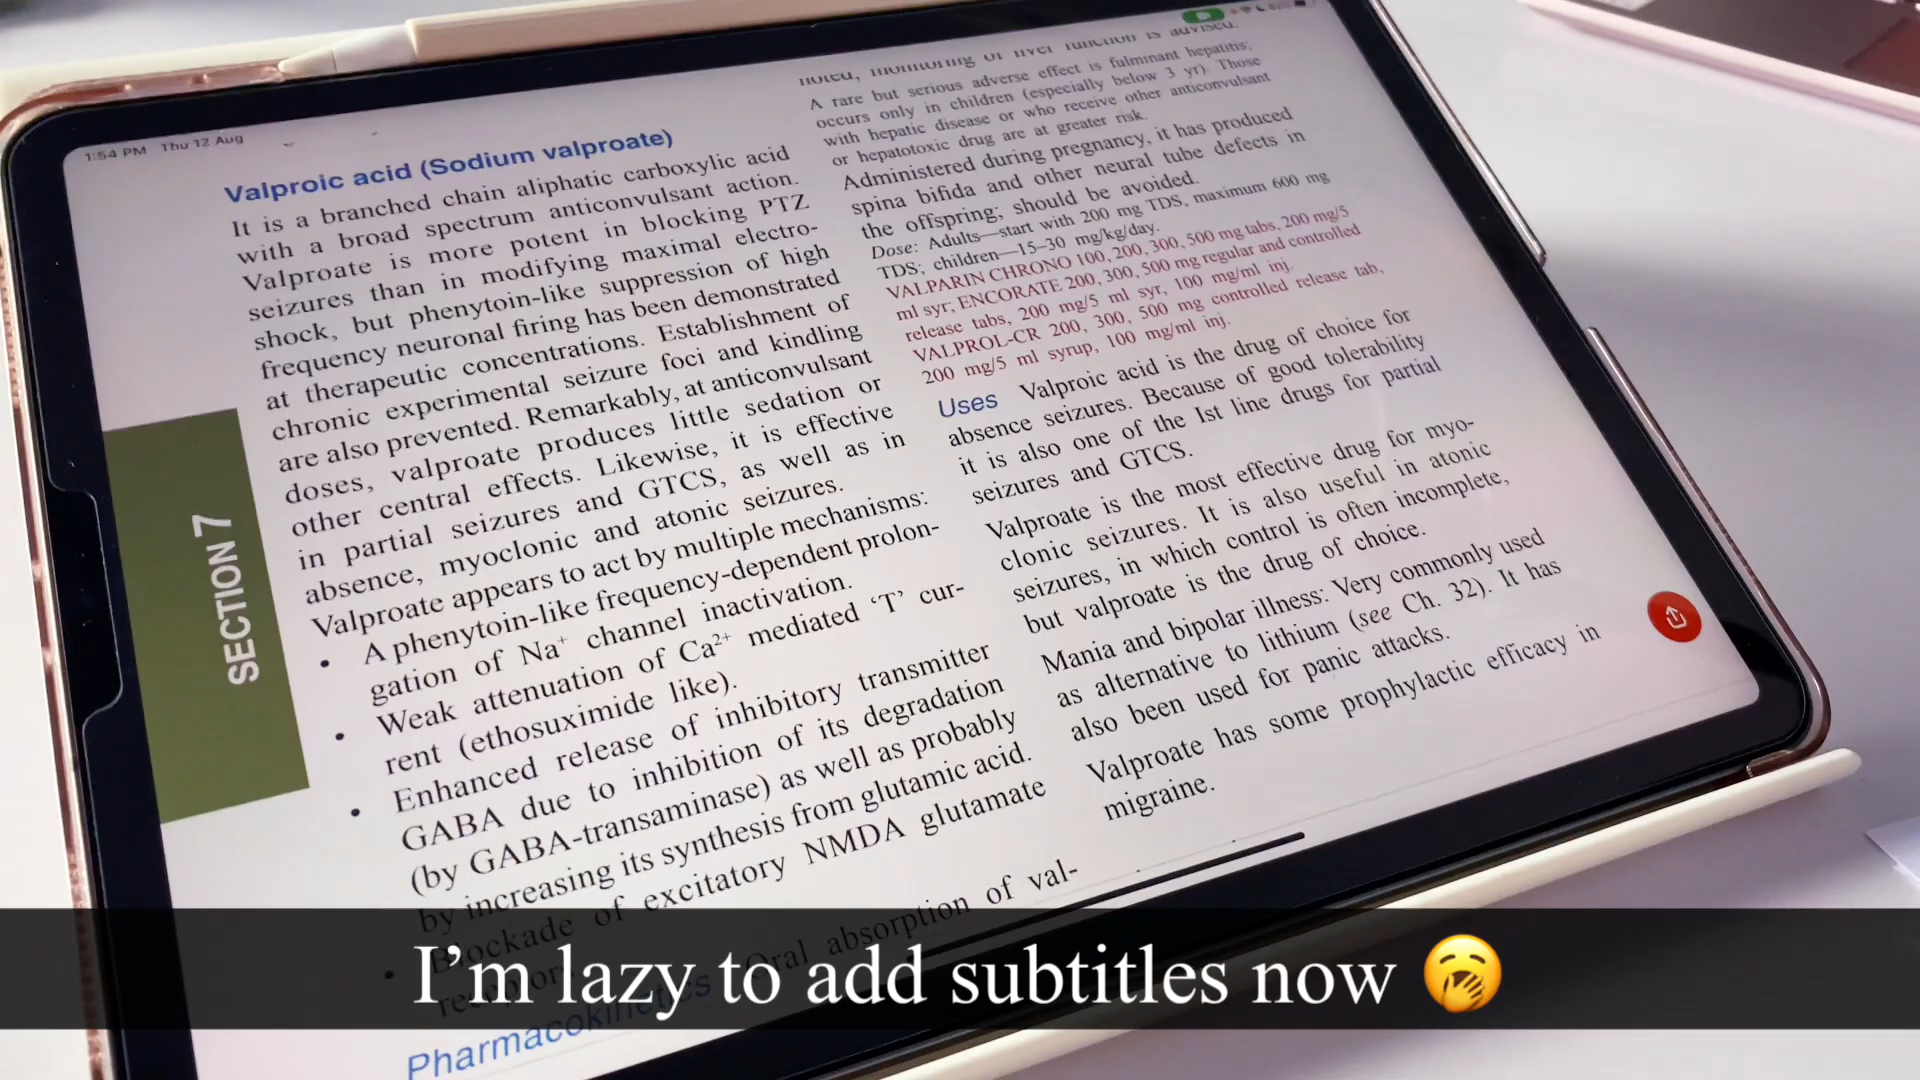 1:54 PM Thu 12 Aug
Valproic acid (Sodium valproate)
It is a branched chain aliphatic carboxylic acid
with a broad spectrum anticonvulsant action.
Valproate is more potent in blocking PTZ
seizures than in modifying maximal electro-
shock, but phenytoin-like suppression of high
frequency neuronal firing has been demonstrated
at therapeutic concentrations. Establishment of
chronic experimental seizure foci and kindling
are also prevented. Remarkably, at anticonvulsant
doses, valproate produces little sedation or
other central effects. Likewise, it is effective
in partial seizures and GTCS, as well as in
absence, myoclonic and atonic seizures.
Valproate appears to act by multiple mechanisms:
• A phenytoin-like frequency-dependent prolon-
gation of Na⁺ channel inactivation.
• Weak attenuation of Ca²⁺ mediated ‘T’ cur-
rent (ethosuximide like).
• Enhanced release of inhibitory transmitter
GABA due to inhibition of its degradation
(by GABA-transaminase) as well as probably
by increasing its synthesis from glutamic acid.
• Blockade of excitatory NMDA glutamate
Pharmacokinetics Oral absorption of val-
SECTION 7
noted, monitoring of liver function is advised.
A rare but serious adverse effect is fulminant hepatitis;
occurs only in children (especially below 3 yr). Those
with hepatic disease or who receive other anticonvulsant
or hepatotoxic drug are at greater risk.
Administered during pregnancy, it has produced
spina bifida and other neural tube defects in
the offspring; should be avoided.
Dose: Adults—start with 200 mg TDS, maximum 600 mg
TDS; children—15–30 mg/kg/day.
VALPARIN CHRONO 100, 200, 300, 500 mg tabs, 200 mg/5
ml syr, ENCORATE 200, 300, 500 mg regular and controlled
release tabs, 200 mg/5 ml syr, 100 mg/ml inj.
VALPROL-CR 200, 300, 500 mg controlled release tab,
200 mg/5 ml syrup, 100 mg/ml inj.
Uses Valproic acid is the drug of choice for
absence seizures. Because of good tolerability
it is also one of the Ist line drugs for partial
seizures and GTCS.
Valproate is the most effective drug for myo-
clonic seizures. It is also useful in atonic
seizures, in which control is often incomplete,
but valproate is the drug of choice.
Mania and bipolar illness: Very commonly used
as alternative to lithium (see Ch. 32). It has
also been used for panic attacks.
Valproate has some prophylactic efficacy in
migraine.
I’m lazy to add subtitles now 🥱